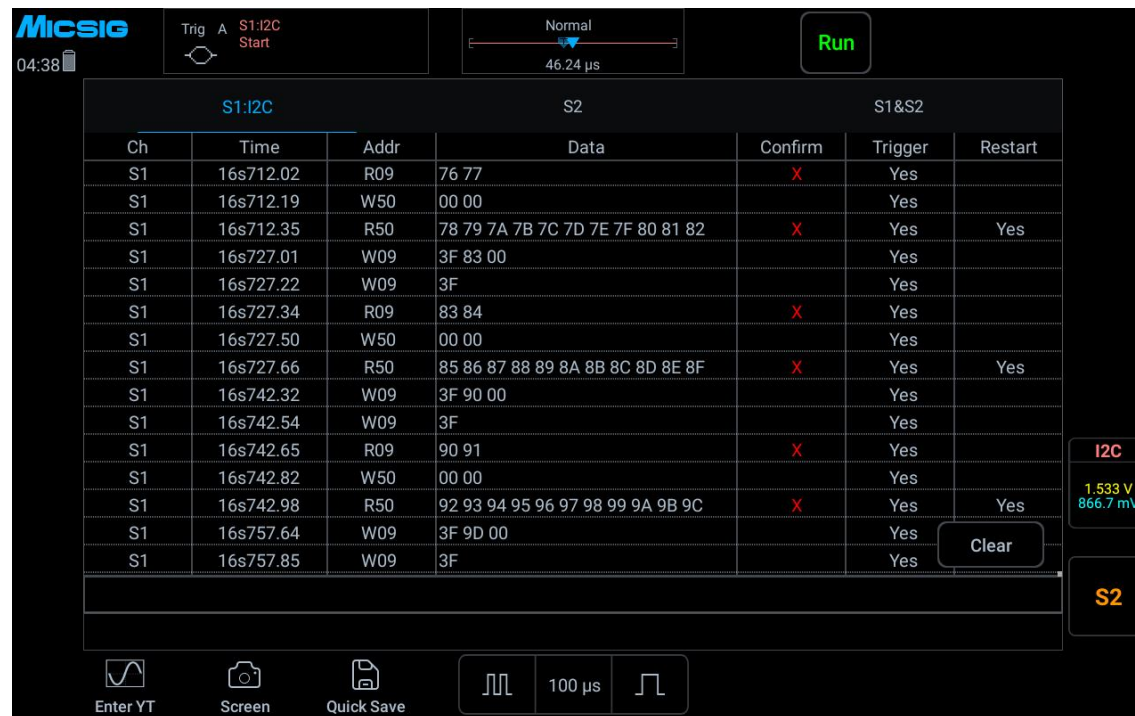 Micsig
Trig A S1:I2C
Start
Normal
T
46.24 µs
Run
04:38
S1:I2C S2 S1&S2
Ch Time Addr Data Confirm Trigger Restart
S1 16s712.02 R09 76 77 X Yes
S1 16s712.19 W50 00 00 Yes
S1 16s712.35 R50 78 79 7A 7B 7C 7D 7E 7F 80 81 82 X Yes Yes
S1 16s727.01 W09 3F 83 00 Yes
S1 16s727.22 W09 3F Yes
S1 16s727.34 R09 83 84 X Yes
S1 16s727.50 W50 00 00 Yes
S1 16s727.66 R50 85 86 87 88 89 8A 8B 8C 8D 8E 8F X Yes Yes
S1 16s742.32 W09 3F 90 00 Yes
S1 16s742.54 W09 3F Yes
S1 16s742.65 R09 90 91 X Yes
S1 16s742.82 W50 00 00 Yes
S1 16s742.98 R50 92 93 94 95 96 97 98 99 9A 9B 9C X Yes Yes
S1 16s757.64 W09 3F 9D 00 Yes
S1 16s757.85 W09 3F Yes
Clear
I2C
1.533 V
866.7 mV
S2
Enter YT
Screen
Quick Save
100 µs